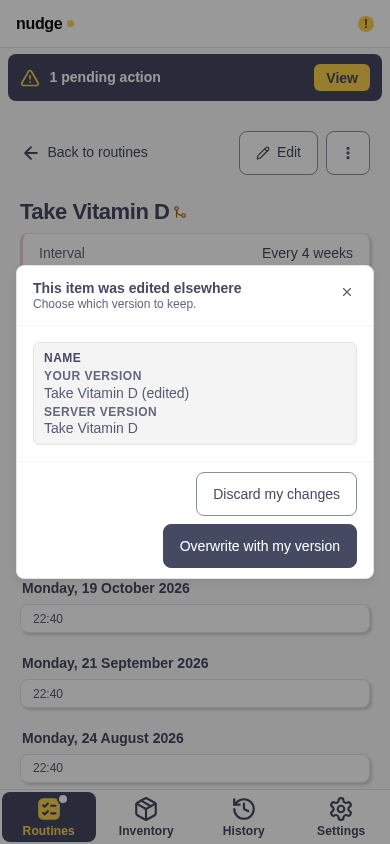 nudge
!
1 pending action
View
Back to routines
Edit
Take Vitamin D
Interval
Every 4 weeks
This item was edited elsewhere
Choose which version to keep.
NAME
YOUR VERSION
Take Vitamin D (edited)
SERVER VERSION
Take Vitamin D
Discard my changes
Overwrite with my version
Monday, 19 October 2026
22:40
Monday, 21 September 2026
22:40
Monday, 24 August 2026
22:40
Routines
Inventory
History
Settings